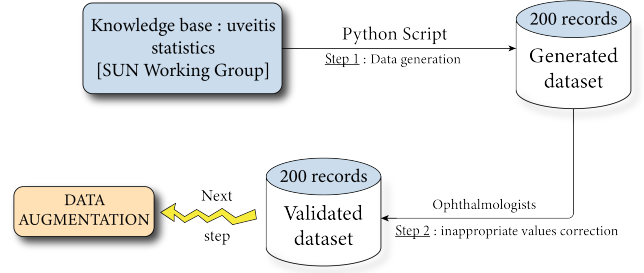 Knowledge base : uveitis
statistics
[SUN Working Group]
Python Script
Step 1 : Data generation
200 records
Generated
dataset
Ophthalmologists
Step 2 : inappropriate values correction
200 records
Validated
dataset
Next
step
DATA
AUGMENTATION